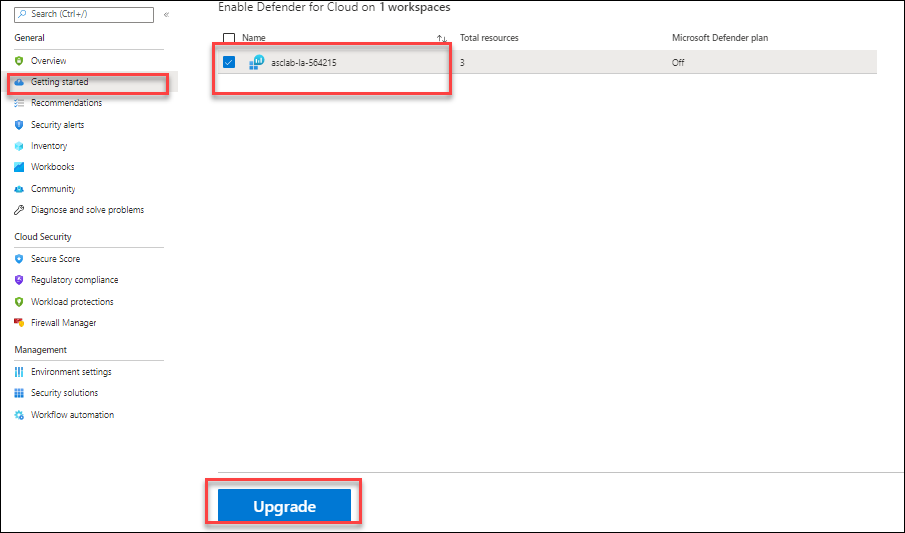 Search (Ctrl+/)
«
General
Overview
Getting started
Recommendations
Security alerts
Inventory
Workbooks
Community
Diagnose and solve problems
Cloud Security
Secure Score
Regulatory compliance
Workload protections
Firewall Manager
Management
Environment settings
Security solutions
Workflow automation
Enable Defender for Cloud on 1 workspaces
Name ↑↓ Total resources Microsoft Defender plan
asclab-la-564215 3 Off
Upgrade